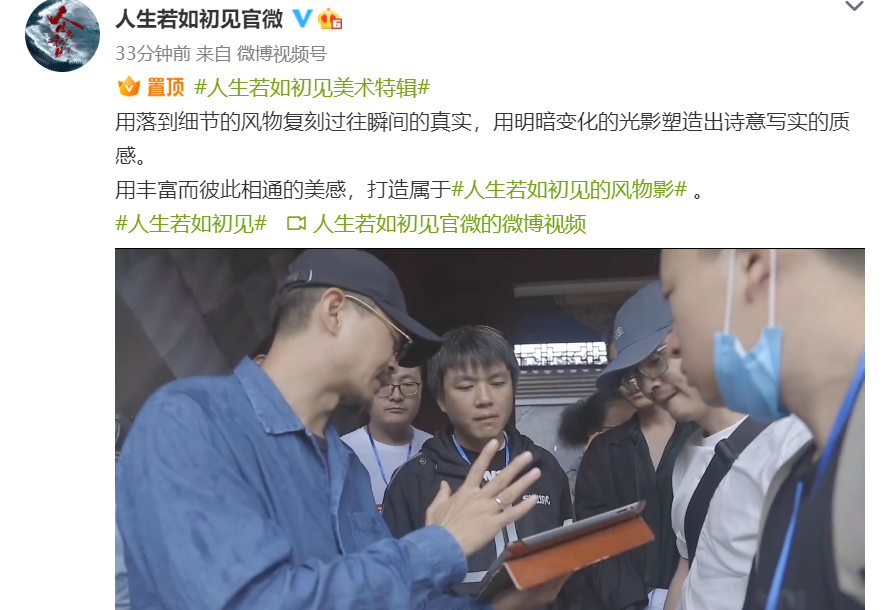 人生若如初见官微
33分钟前 来自 微博视频号
置顶 #人生若如初见美术特辑#
用落到细节的风物复刻过往瞬间的真实，用明暗变化的光影塑造出诗意写实的质
感。
用丰富而彼此相通的美感，打造属于#人生若如初见的风物影# 。
#人生若如初见# 人生若如初见官微的微博视频